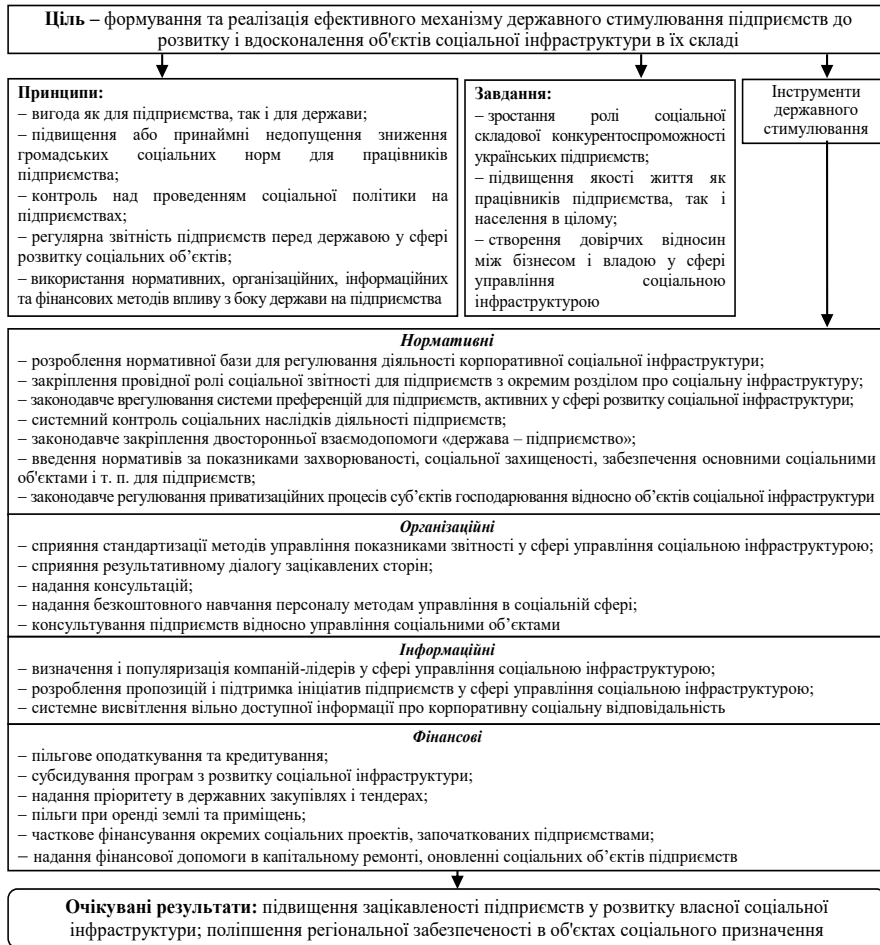 Ціль – формування та реалізація ефективного механізму державного стимулювання підприємств до
розвитку і вдосконалення об'єктів соціальної інфраструктури в їх складі
Принципи:
– вигода як для підприємства, так і для держави;
– підвищення або принаймні недопущення зниження
громадських соціальних норм для працівників
підприємства;
– контроль над проведенням соціальної політики на
підприємствах;
– регулярна звітність підприємств перед державою у сфері
розвитку соціальних об’єктів;
– використання нормативних, організаційних, інформаційних
та фінансових методів впливу з боку держави на підприємства
Завдання:
– зростання ролі соціальної
складової конкурентоспроможності
українських підприємств;
– підвищення якості життя як
працівників підприємства, так і
населення в цілому;
– створення довірчих відносин
між бізнесом і владою у сфері
управління соціальною
інфраструктурою
Інструменти
державного
стимулювання
Нормативні
– розроблення нормативної бази для регулювання діяльності корпоративної соціальної інфраструктури;
– закріплення провідної ролі соціальної звітності для підприємств з окремим розділом про соціальну інфраструктуру;
– законодавче врегулювання системи преференцій для підприємств, активних у сфері розвитку соціальної інфраструктури;
– системний контроль соціальних наслідків діяльності підприємств;
– законодавче закріплення двосторонньої взаємодопомоги «держава – підприємство»;
– введення нормативів за показниками захворюваності, соціальної захищеності, забезпечення основними соціальними
об'єктами і т. п. для підприємств;
– законодавче регулювання приватизаційних процесів суб’єктів господарювання відносно об’єктів соціальної інфраструктури
Організаційні
– сприяння стандартизації методів управління показниками звітності у сфері управління соціальною інфраструктурою;
– сприяння результативному діалогу зацікавлених сторін;
– надання консультацій;
– надання безкоштовного навчання персоналу методам управління в соціальній сфері;
– консультування підприємств відносно управління соціальними об’єктами
Інформаційні
– визначення і популяризація компаній-лідерів у сфері управління соціальною інфраструктурою;
– розроблення пропозицій і підтримка ініціатив підприємств у сфері управління соціальною інфраструктурою;
– системне висвітлення вільно доступної інформації про корпоративну соціальну відповідальність
Фінансові
– пільгове оподаткування та кредитування;
– субсидування програм з розвитку соціальної інфраструктури;
– надання пріоритету в державних закупівлях і тендерах;
– пільги при оренді землі та приміщень;
– часткове фінансування окремих соціальних проектів, започаткованих підприємствами;
– надання фінансової допомоги в капітальному ремонті, оновленні соціальних об’єктів підприємств
Очікувані результати: підвищення зацікавленості підприємств у розвитку власної соціальної
інфраструктури; поліпшення регіональної забезпеченості в об'єктах соціального призначення